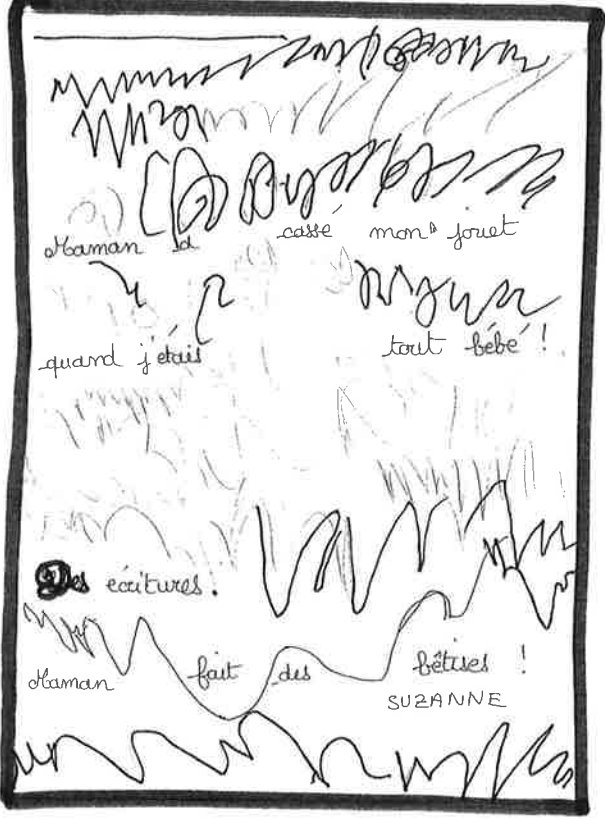 Maman a cassé mon jouet
quand j'étais tout bébé !
Des écritures.
Maman fait des bêtises !
SUZANNE